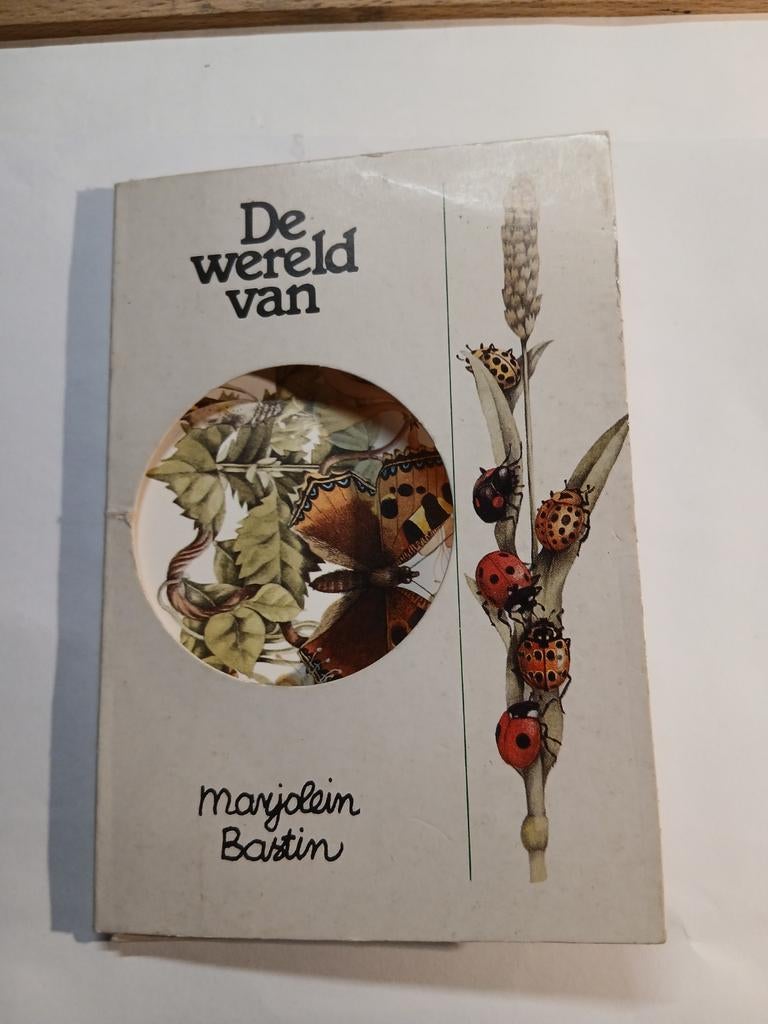 De
wereld
van
Marjolein
Bastin